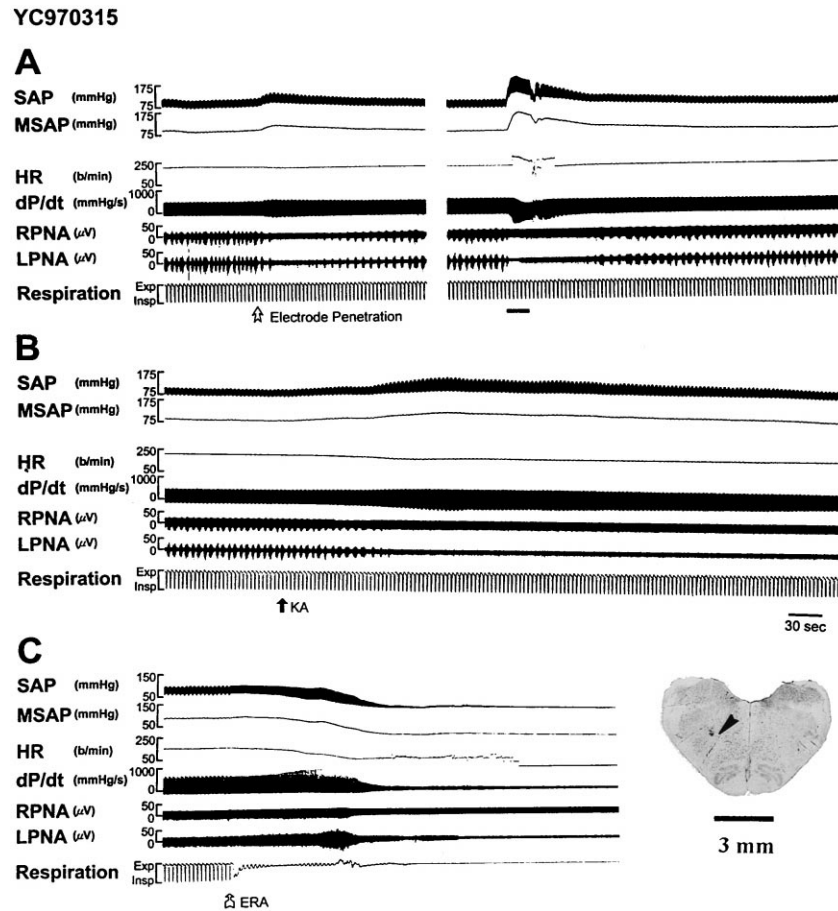 YC970315
A
SAP (mmHg) 175 75
MSAP (mmHg) 175 75
HR (b/min) 250 50
dP/dt (mmHg/s) 1000 0
RPNA (μV) 50 0
LPNA (μV) 50 0
Respiration Exp Insp
Electrode Penetration
B
SAP (mmHg) 175 75
MSAP (mmHg) 175 75
HR (b/min) 250 50
dP/dt (mmHg/s) 1000 0
RPNA (μV) 50 0
LPNA (μV) 50 0
Respiration Exp Insp
KA
30 sec
C
SAP (mmHg) 150 50
MSAP (mmHg) 150 50
HR (b/min) 250 50
dP/dt (mmHg/s) 1000 0
RPNA (μV) 50 0
LPNA (μV) 50 0
Respiration Exp Insp
ERA
3 mm